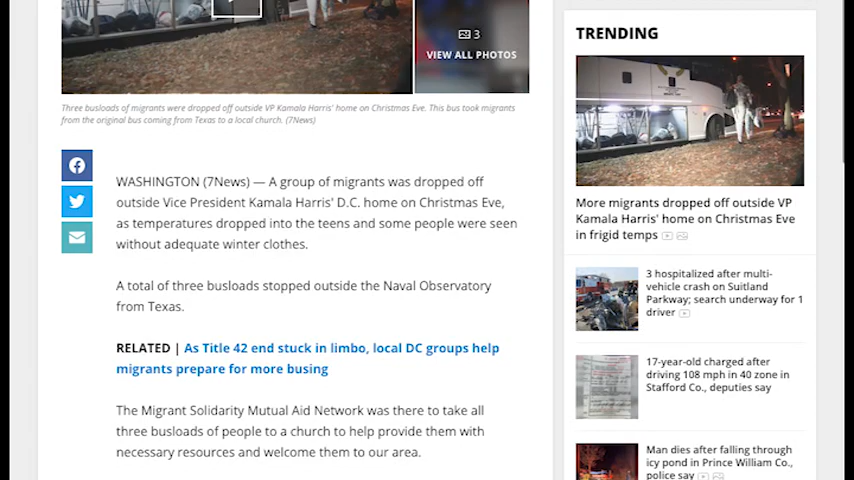 3
VIEW ALL PHOTOS
Three busloads of migrants were dropped off outside VP Kamala Harris' home on Christmas Eve. This bus took migrants
from the original bus coming from Texas to a local church. (7News)
WASHINGTON (7News) — A group of migrants was dropped off
outside Vice President Kamala Harris' D.C. home on Christmas Eve,
as temperatures dropped into the teens and some people were seen
without adequate winter clothes.
A total of three busloads stopped outside the Naval Observatory
from Texas.
RELATED | As Title 42 end stuck in limbo, local DC groups help
migrants prepare for more busing
The Migrant Solidarity Mutual Aid Network was there to take all
three busloads of people to a church to help provide them with
necessary resources and welcome them to our area.
TRENDING
More migrants dropped off outside VP
Kamala Harris' home on Christmas Eve
in frigid temps
3 hospitalized after multi-
vehicle crash on Suitland
Parkway; search underway for 1
driver
17-year-old charged after
driving 108 mph in 40 zone in
Stafford Co., deputies say
Man dies after falling through
icy pond in Prince William Co.,
police say